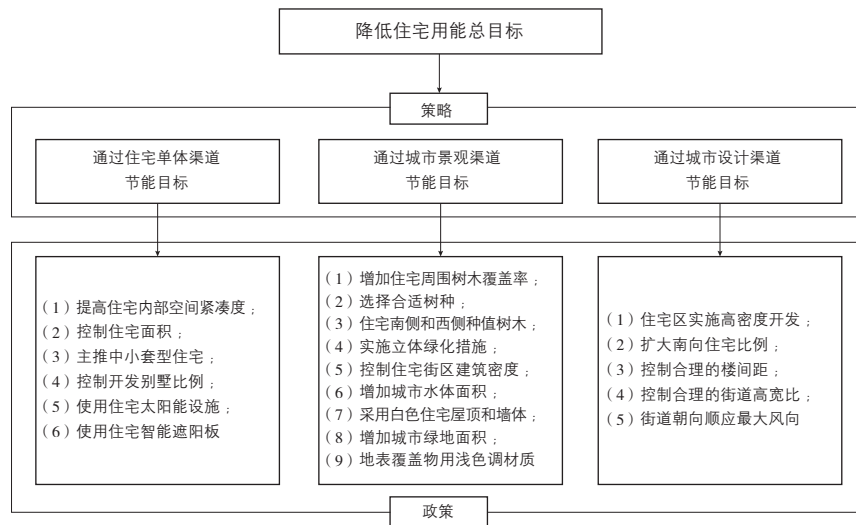 降低住宅用能总目标
策略
通过住宅单体渠道
节能目标
通过城市景观渠道
节能目标
通过城市设计渠道
节能目标
（1）提高住宅内部空间紧凑度；
（2）控制住宅面积；
（3）主推中小套型住宅；
（4）控制开发别墅比例；
（5）使用住宅太阳能设施；
（6）使用住宅智能遮阳板
（1）增加住宅周围树木覆盖率；
（2）选择合适树种；
（3）住宅南侧和西侧种值树木；
（4）实施立体绿化措施；
（5）控制住宅街区建筑密度；
（6）增加城市水体面积；
（7）采用白色住宅屋顶和墙体；
（8）增加城市绿地面积；
（9）地表覆盖物用浅色调材质
（1）住宅区实施高密度开发；
（2）扩大南向住宅比例；
（3）控制合理的楼间距；
（4）控制合理的街道高宽比；
（5）街道朝向顺应最大风向
政策